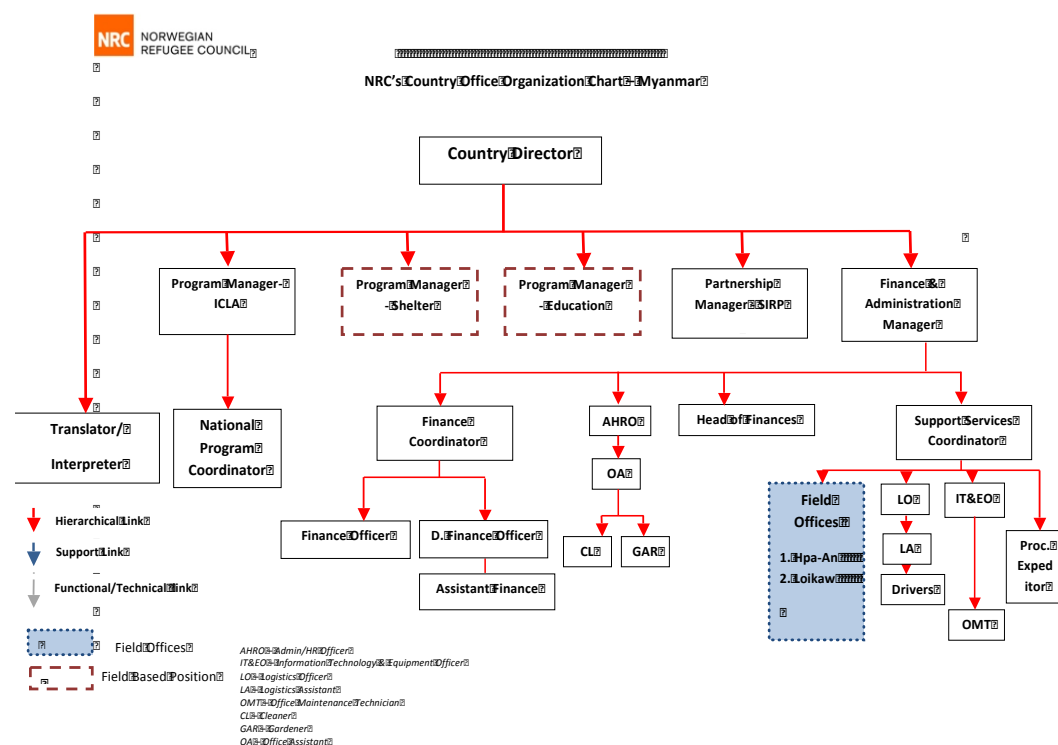 NRC NORWEGIAN
REFUGEE COUNCIL
NRC's Country Office Organization Chart – Myanmar
Country Director
Program Manager-
ICLA
Program Manager
- Shelter
Program Manager
- Education
Partnership
Manager - SIRP
Finance &
Administration
Manager
Translator/
Interpreter
National
Program
Coordinator
Finance
Coordinator
AHRO
Head of Finances
Support Services
Coordinator
OA
Finance Officer
D. Finance Officer
CL
GAR
Assistant Finance
Field
Offices
1. Hpa-An
2. Loikaw
LO
IT&EO
LA
Drivers
Proc.
Exped
itor
OMT
Hierarchical Link
Support Link
Functional/Technical link
Field Offices
Field Based Position
AHRO – Admin/HR Officer
IT&EO – Information Technology & Equipment Officer
LO – Logistics Officer
LA – Logistics Assistant
OMT – Office Maintenance Technician
CL – Cleaner
GAR – Gardener
OA – Office Assistant